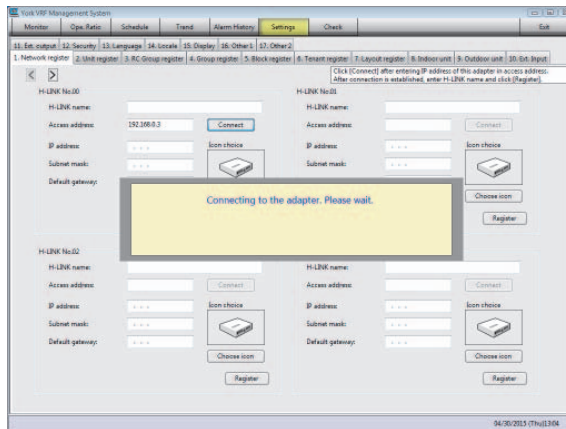 York VRF Management System
Monitor Ope. Ratio Schedule Trend Alarm History Settings Check Exit
11. Ext. output 12. Security 13. Language 14. Locale 15. Display 16. Other1 17. Other2
1. Network register 2. Unit register 3. RC Group register 4. Group register 5. Block register 6. Tenant register 7. Layout register 8. Indoor unit 9. Outdoor unit 10. Ext. Input
< >
Click [Connect] after entering IP address of this adapter in access address.
After connection is established, enter H-LINK name and click [Register].
H-LINK No.00 H-LINK No.01
H-LINK name: H-LINK name:
Access address: 192.168.0.3 Connect Access address: Connect
IP address: Icon choice IP address: Icon choice
Subnet mask: Subnet mask:
Default gateway: Choose icon
Connecting to the adapter. Please wait.
Register
H-LINK No.02
H-LINK name: H-LINK name:
Access address: Connect Access address: Connect
IP address: Icon choice IP address: Icon choice
Subnet mask: Subnet mask:
Default gateway: Default gateway:
Choose icon Choose icon
Register Register
04/30/2015 (Thu)13:04